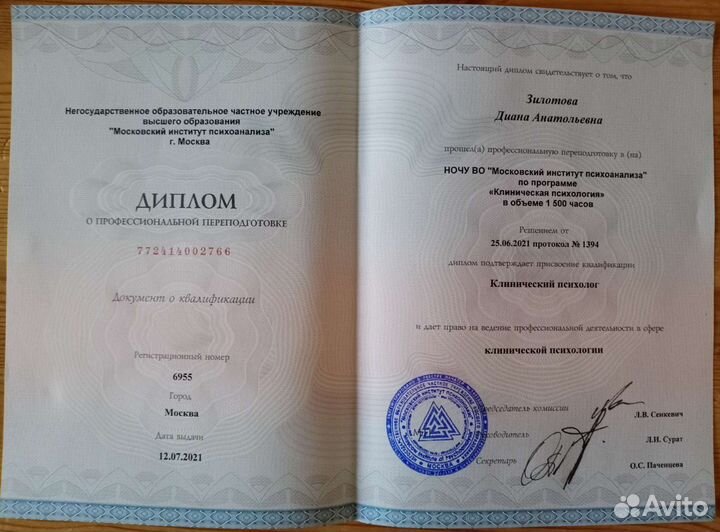 Негосударственное образовательное частное учреждение
высшего образования
"Московский институт психоанализа"
г. Москва
ДИПЛОМ
О ПРОФЕССИОНАЛЬНОЙ ПЕРЕПОДГОТОВКЕ
772414002766
Документ о квалификации
Регистрационный номер
6955
Город
Москва
Дата выдачи
12.07.2021
Настоящий диплом свидетельствует о том, что
Зилотова
Диана Анатольевна
прошел(а) профессиональную переподготовку в (на)
НОЧУ ВО "Московский институт психоанализа"
по программе
«Клиническая психология»
в объеме 1 500 часов
Решением от
25.06.2021 протокол № 1394
диплом подтверждает присвоение квалификации
Клинический психолог
и дает право на ведение профессиональной деятельности в сфере
клинической психологии
Председатель комиссии
Л.В. Сенкевич
Руководитель
Л.И. Сурат
Секретарь
О.С. Паченцева
МОСКВА
Avito